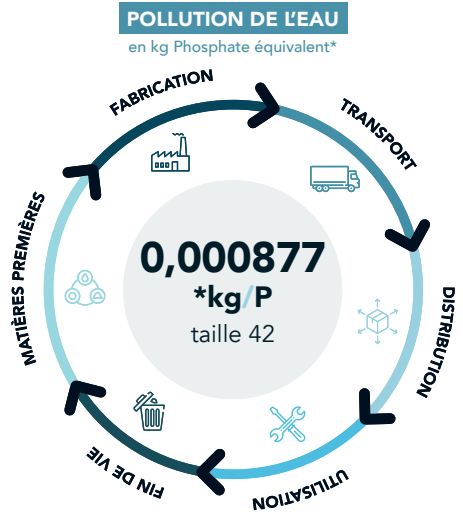 POLLUTION DE L'EAU
en kg Phosphate équivalent*
FABRICATION
TRANSPORT
DISTRIBUTION
UTILISATION
FIN DE VIE
MATIÈRES PREMIÈRES
0,000877
*kg/P
taille 42